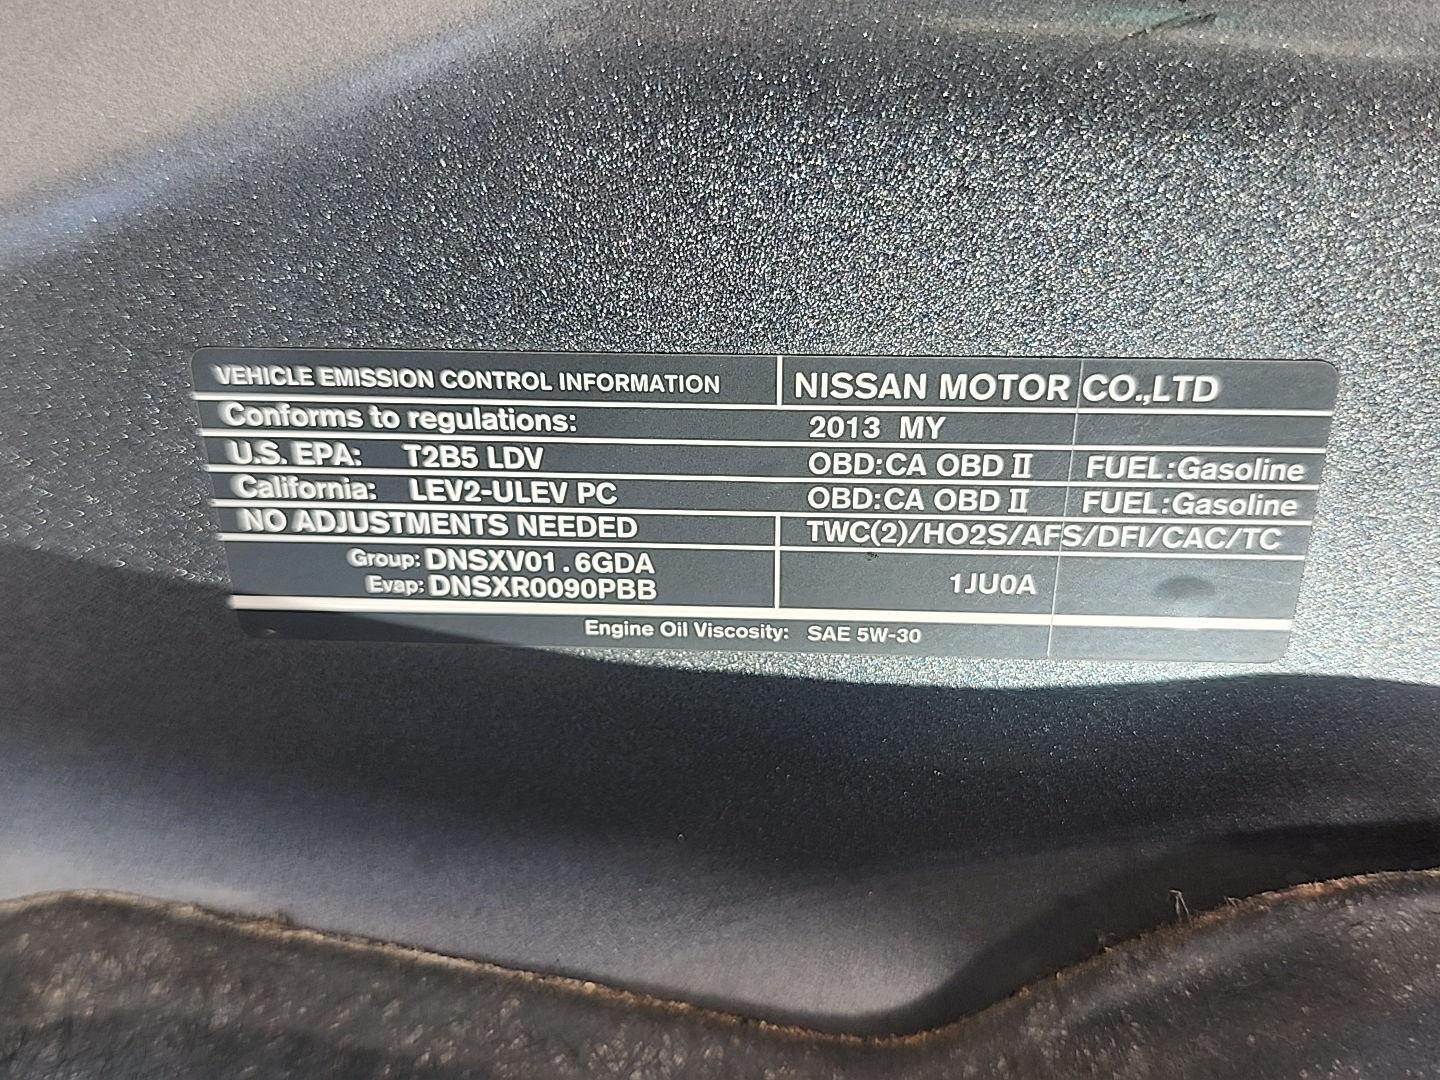 VEHICLE EMISSION CONTROL INFORMATION NISSAN MOTOR CO.,LTD
Conforms to regulations: 2013 MY
U.S. EPA: T2B5 LDV OBD:CA OBD II FUEL:Gasoline
California: LEV2-ULEV PC OBD:CA OBD II FUEL:Gasoline
NO ADJUSTMENTS NEEDED TWC(2)/HO2S/AFS/DFI/CAC/TC
Group: DNSXV01.6GDA
Evap: DNSXR0090PBB 1JU0A
Engine Oil Viscosity: SAE 5W-30